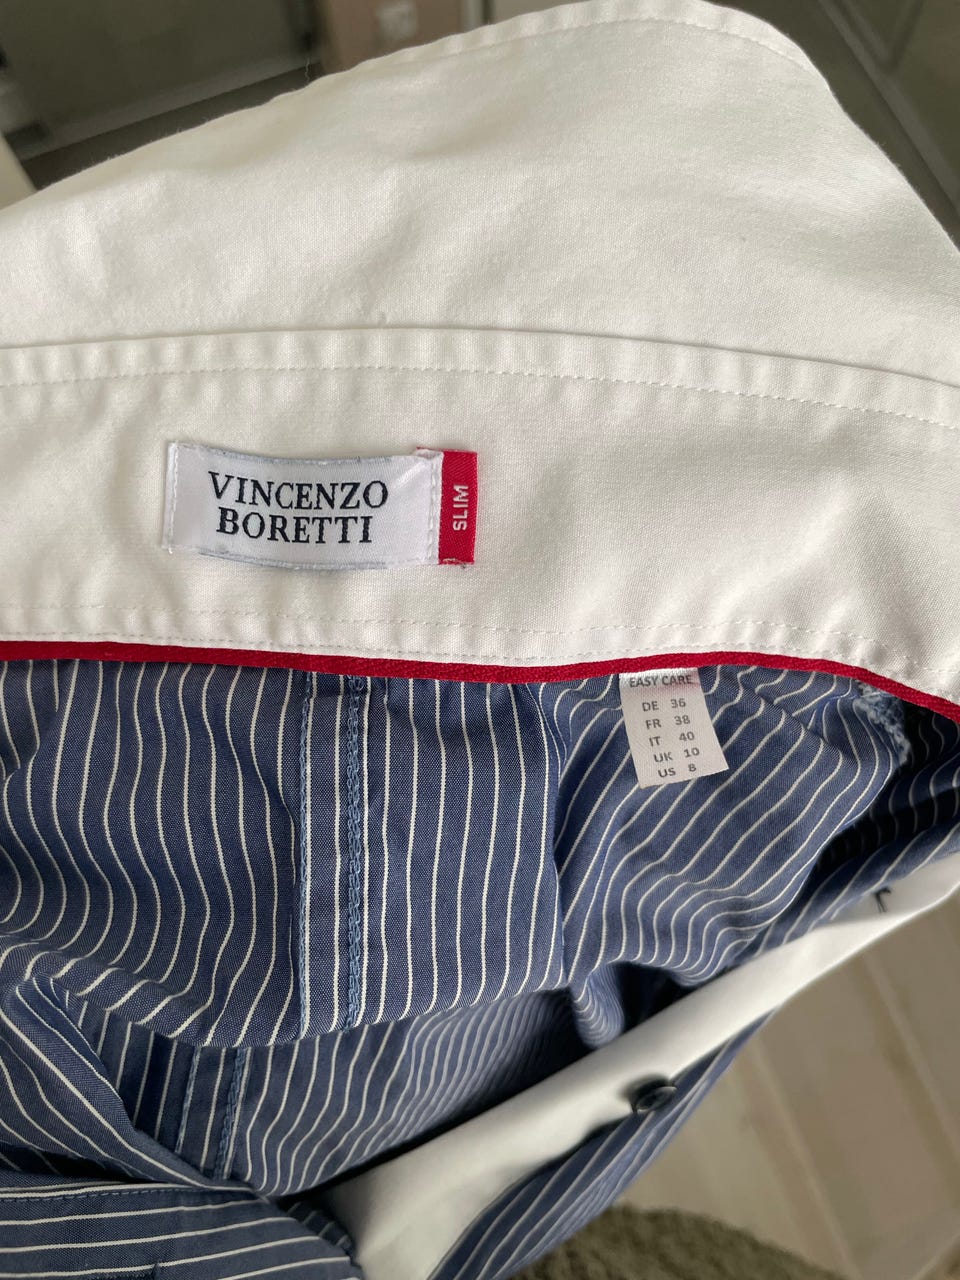 VINCENZO
BORETTI
SLIM
EASY CARE
DE 36
FR 38
IT 40
UK 10
US 8